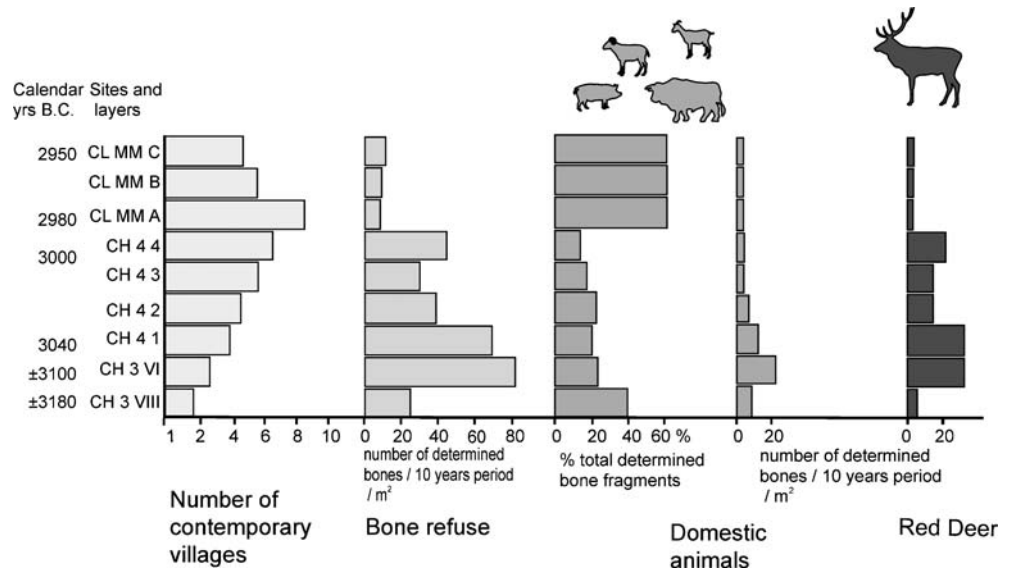 Calendar Sites and
yrs B.C. layers
2950 CL MM C
CL MM B
2980 CL MM A
CH 4 4
3000
CH 4 3
CH 4 2
3040 CH 4 1
±3100 CH 3 VI
±3180 CH 3 VIII
1 2 4 6 8 10 0 20 40 60 80 0 20 40 60 % 0 20 0 20
number of determined
bones / 10 years period
/ m²
% total determined
bone fragments
number of determined
bones / 10 years period
/ m²
Number of
contemporary
villages
Bone refuse
Domestic
animals
Red Deer